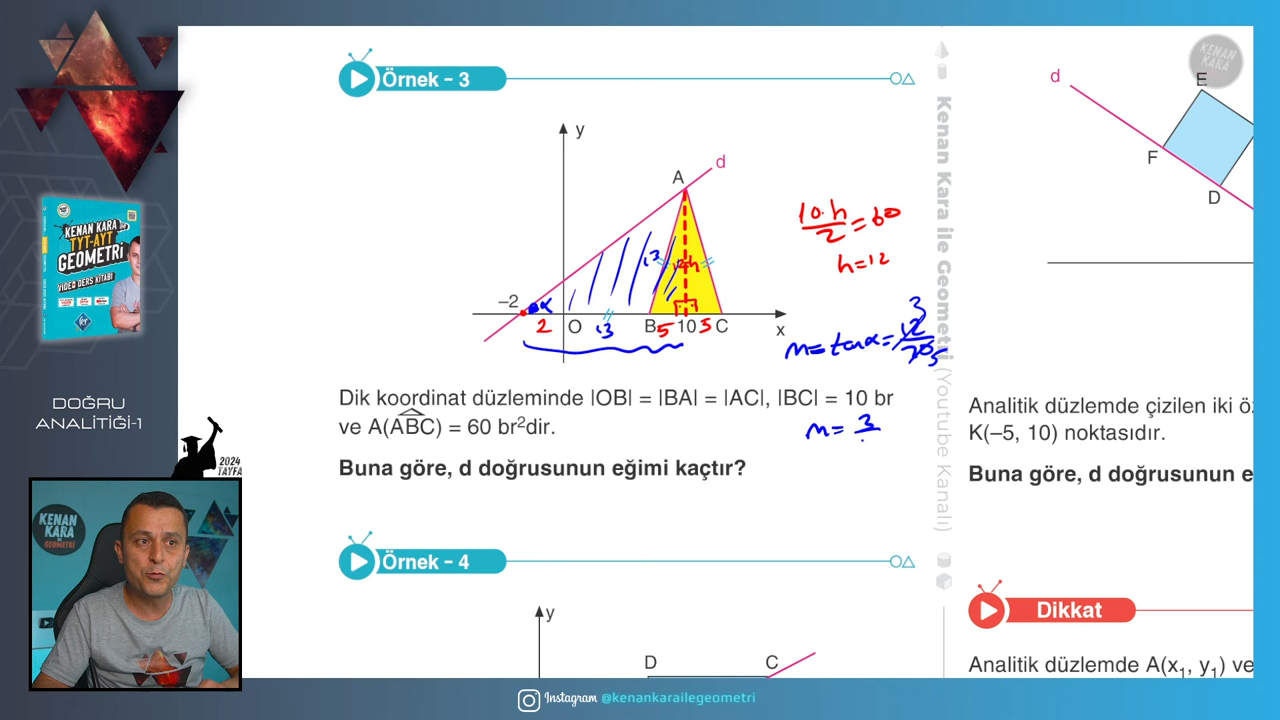 KENAN KARA
TYT-AYT
GEOMETRİ
VİDEO DERS KİTABI
DOĞRU
ANALİTİĞİ-1
2024
TAYFA
KENAN
KARA
GEOMETRİ
Örnek - 3
y
d
A
13
h
-2
α
2
O
13
B
5
10
5
C
x
10.h/2 = 60
h=12
m= tanα= 12/20 3 5
m= 3
Dik koordinat düzleminde |OB| = |BA| = |AC|, |BC| = 10 br
ve A(ABC) = 60 br²dir.
Buna göre, d doğrusunun eğimi kaçtır?
Örnek - 4
y
D
C
Kenan Kara ile Geometri (Youtube Kanalı)
KENAN
KARA
d
E
F
D
Analitik düzlemde çizilen iki öz
K(–5, 10) noktasıdır.
Buna göre, d doğrusunun e
Dikkat
Analitik düzlemde A(x₁, y₁) ve
Instagram @kenankarailegeometri